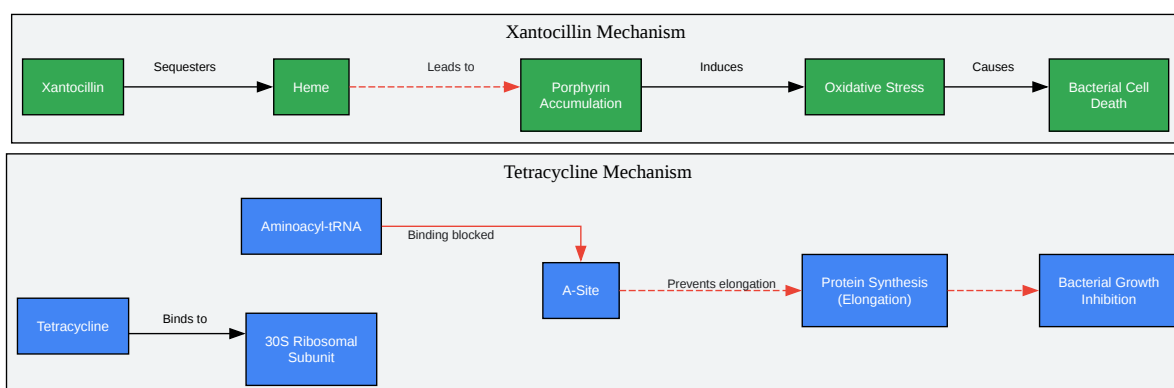 Xantocillin Mechanism
Xantocillin
Sequesters
Heme
Leads to
Porphyrin
Accumulation
Induces
Oxidative Stress
Causes
Bacterial Cell
Death
Tetracycline Mechanism
Aminoacyl-tRNA
Binding blocked
A-Site
Prevents elongation
Protein Synthesis
(Elongation)
Bacterial Growth
Inhibition
Tetracycline
Binds to
30S Ribosomal
Subunit